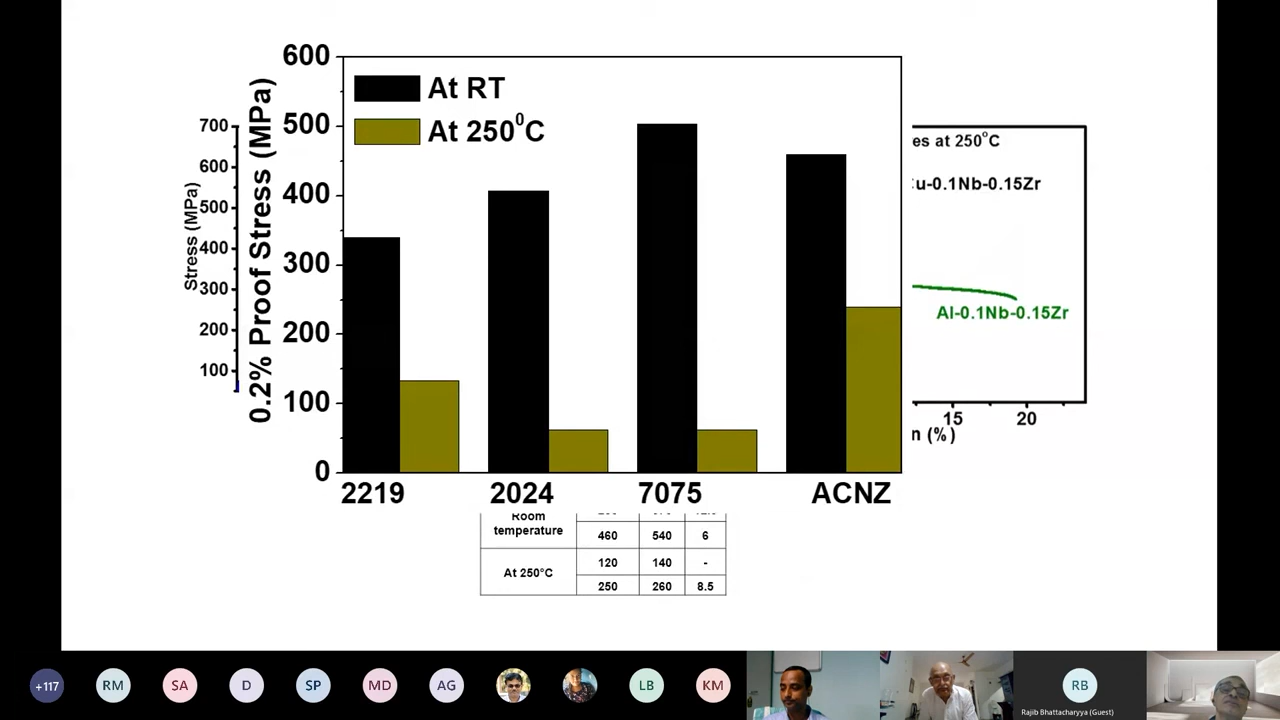 600
At RT
At 250⁰C
500
400
300
200
100
0
0.2% Proof Stress (MPa)
2219
2024
7075
ACNZ
700
600
500
400
300
200
100
Stress (MPa)
es at 250°C
Cu-0.1Nb-0.15Zr
Al-0.1Nb-0.15Zr
15 20
n (%)
Room
temperature
460 540 6
At 250°C
120 140 -
250 260 8.5
+117
RM
SA
D
SP
MD
AG
LB
KM
RB
Rajib Bhattacharyya (Guest)